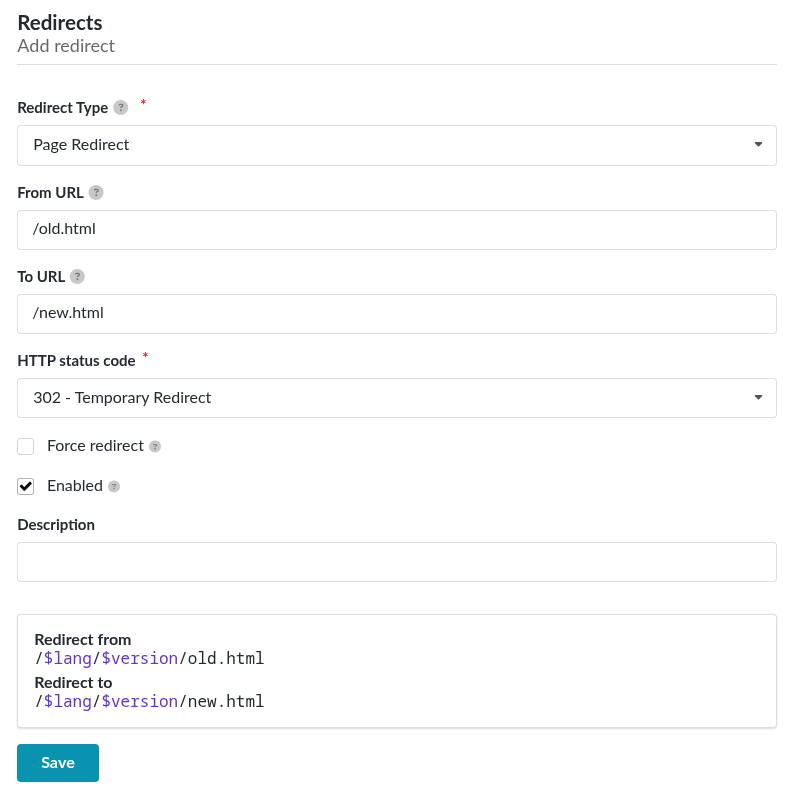 Redirects
Add redirect
Redirect Type ? *
Page Redirect
From URL ?
/old.html
To URL ?
/new.html
HTTP status code *
302 - Temporary Redirect
Force redirect ?
Enabled ?
Description
Redirect from
/$lang/$version/old.html
Redirect to
/$lang/$version/new.html
Save